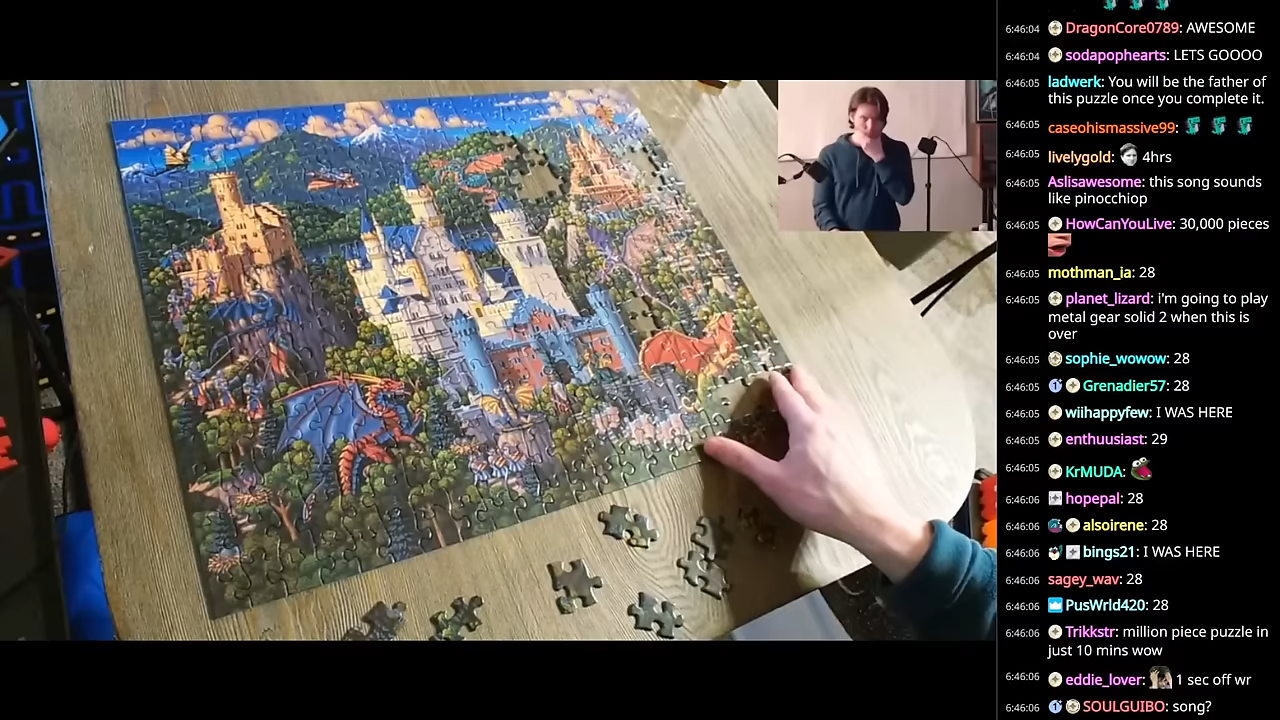 6:46:04 DragonCore0789: AWESOME
6:46:04 sodapophearts: LETS GOOOO
6:46:05 ladwerk: You will be the father of
this puzzle once you complete it.
6:46:05 caseohismassive99:
6:46:05 livelygold: 4hrs
6:46:05 Aslisawesome: this song sounds
like pinocchiop
6:46:05 HowCanYouLive: 30,000 pieces
6:46:05 mothman_ia: 28
6:46:05 planet_lizard: i'm going to play
metal gear solid 2 when this is
over
6:46:05 sophie_wowow: 28
6:46:05 Grenadier57: 28
6:46:05 wiihappyfew: I WAS HERE
6:46:05 enthuusiast: 29
6:46:05 KrMUDA:
6:46:06 hopepal: 28
6:46:06 alsoirene: 28
6:46:06 bings21: I WAS HERE
6:46:06 sagey_wav: 28
6:46:06 PusWrld420: 28
6:46:06 Trikkstr: million piece puzzle in
just 10 mins wow
6:46:06 eddie_lover: 1 sec off wr
6:46:06 SOULGUIBO: song?